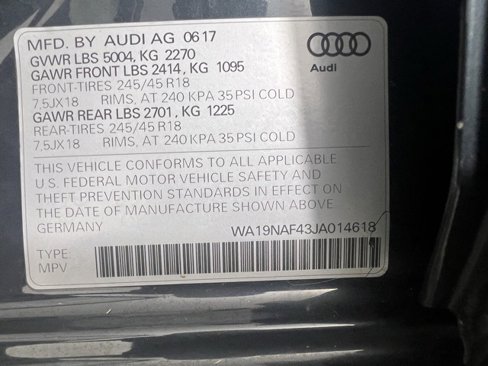 MFD. BY AUDI AG 06 17
GVWR LBS 5004, KG 2270
GAWR FRONT LBS 2414, KG 1095
FRONT-TIRES 245/45 R18
7,5JX18 RIMS, AT 240 KPA 35 PSI COLD
GAWR REAR LBS 2701, KG 1225
REAR-TIRES 245/45 R18
7,5JX18 RIMS, AT 240 KPA 35 PSI COLD
Audi
THIS VEHICLE CONFORMS TO ALL APPLICABLE
U.S. FEDERAL MOTOR VEHICLE SAFETY AND
THEFT PREVENTION STANDARDS IN EFFECT ON
THE DATE OF MANUFACTURE SHOWN ABOVE
GERMANY
WA19NAF43JA014618
TYPE:
MPV